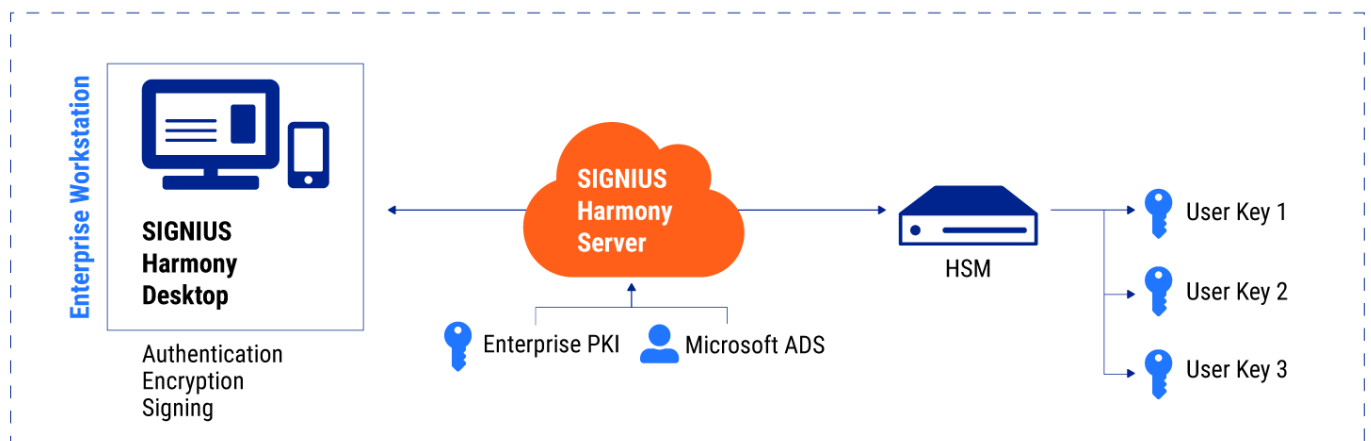 Enterprise Workstation
SIGNIUS
Harmony
Desktop
Authentication
Encryption
Signing
SIGNIUS
Harmony
Server
Enterprise PKI
Microsoft ADS
HSM
User Key 1
User Key 2
User Key 3